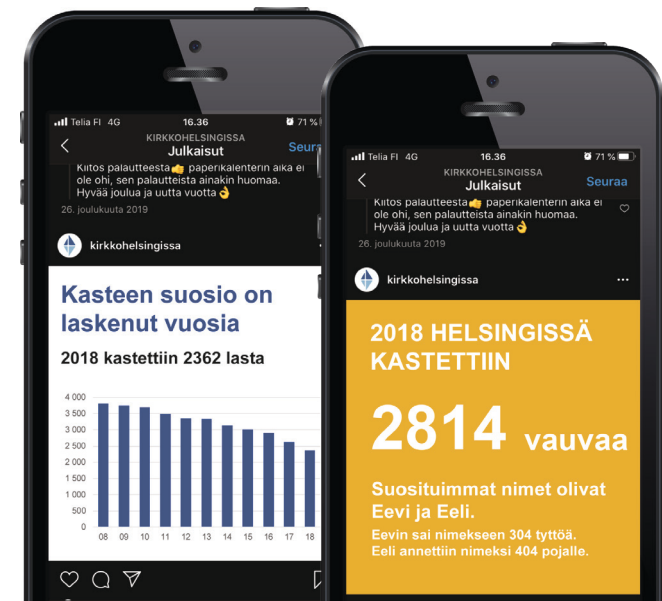 Telia FI 4G 16.36 71 %
KIRKKOHELSINGISSA
Julkaisut
Kiitos palautteesta👍 paperikalenterin aika ei
ole ohi, sen palautteista ainakin huomaa.
Hyvää joulua ja uutta vuotta👌
26. joulukuuta 2019
kirkkohelsingissa
Kasteen suosio on
laskenut vuosia
2018 kastettiin 2362 lasta
4 000
3 500
3 000
2 500
2 000
1 500
1 000
500
0
08 09 10 11 12 13 14 15 16 17 18
Telia FI 4G 16.36 71 %
KIRKKOHELSINGISSA
Julkaisut Seuraa
Kiitos palautteesta👍 paperikalenterin aika ei
ole ohi, sen palautteista ainakin huomaa.
Hyvää joulua ja uutta vuotta👌
26. joulukuuta 2019
kirkkohelsingissa
2018 HELSINGISSÄ
KASTETTIIN
2814 vauvaa
Suosituimmat nimet olivat
Eevi ja Eeli.
Eevin sai nimekseen 304 tyttöä.
Eeli annettiin nimeksi 404 pojalle.